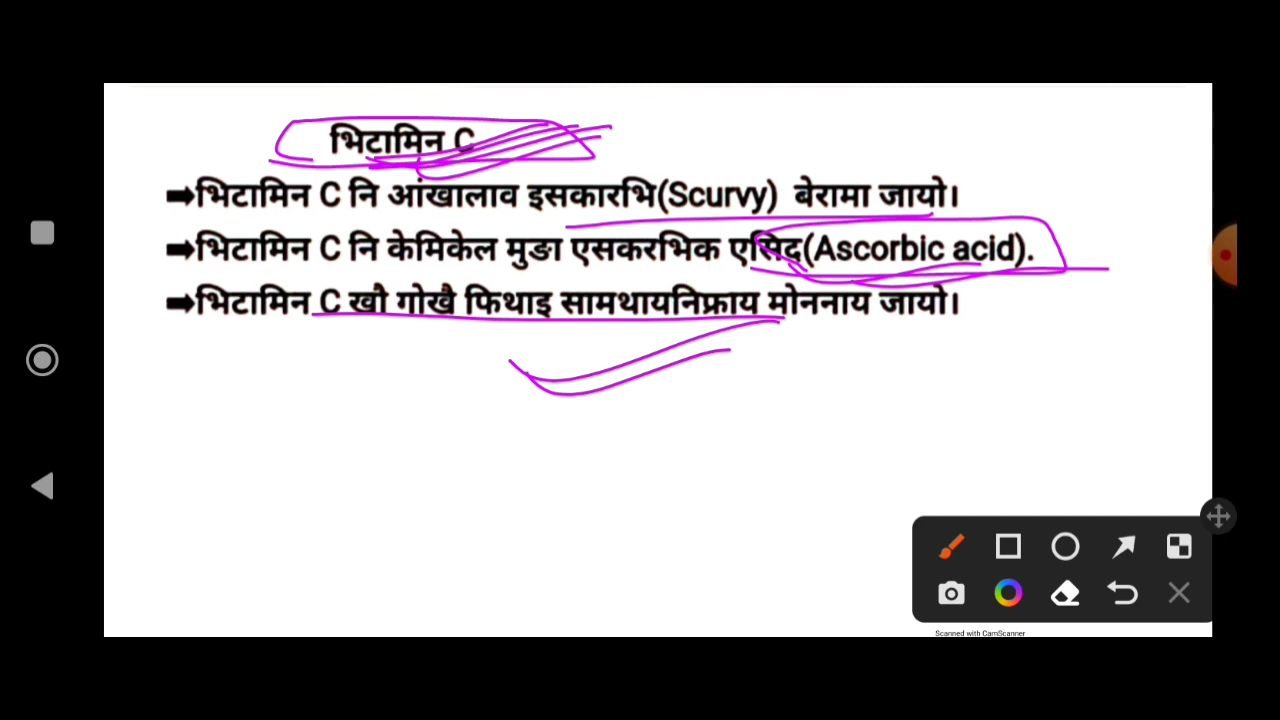 भिटामिन C
➡भिटामिन C नि आंखालाव इसकारभि(Scurvy) बेरामा जायो।
➡भिटामिन C नि केमिकेल मुङा एसकरभिक एसिद(Ascorbic acid).
➡भिटामिन C खौ गोखै फिथाइ सामथायनिफ्राय मोननाय जायो।
Scanned with CamScanner